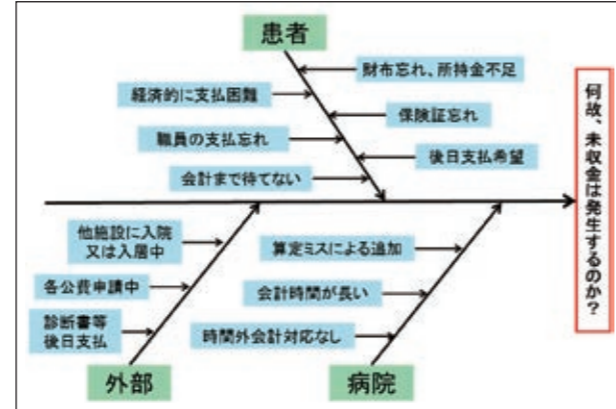 患者
財布忘れ、所持金不足
経済的に支払困難
保険証忘れ
職員の支払忘れ
後日支払希望
会計まで待てない
何故、未収金は発生するのか？
他施設に入院
又は入居中
算定ミスによる追加
各公費申請中
会計時間が長い
診断書等
後日支払
時間外会計対応なし
外部
病院